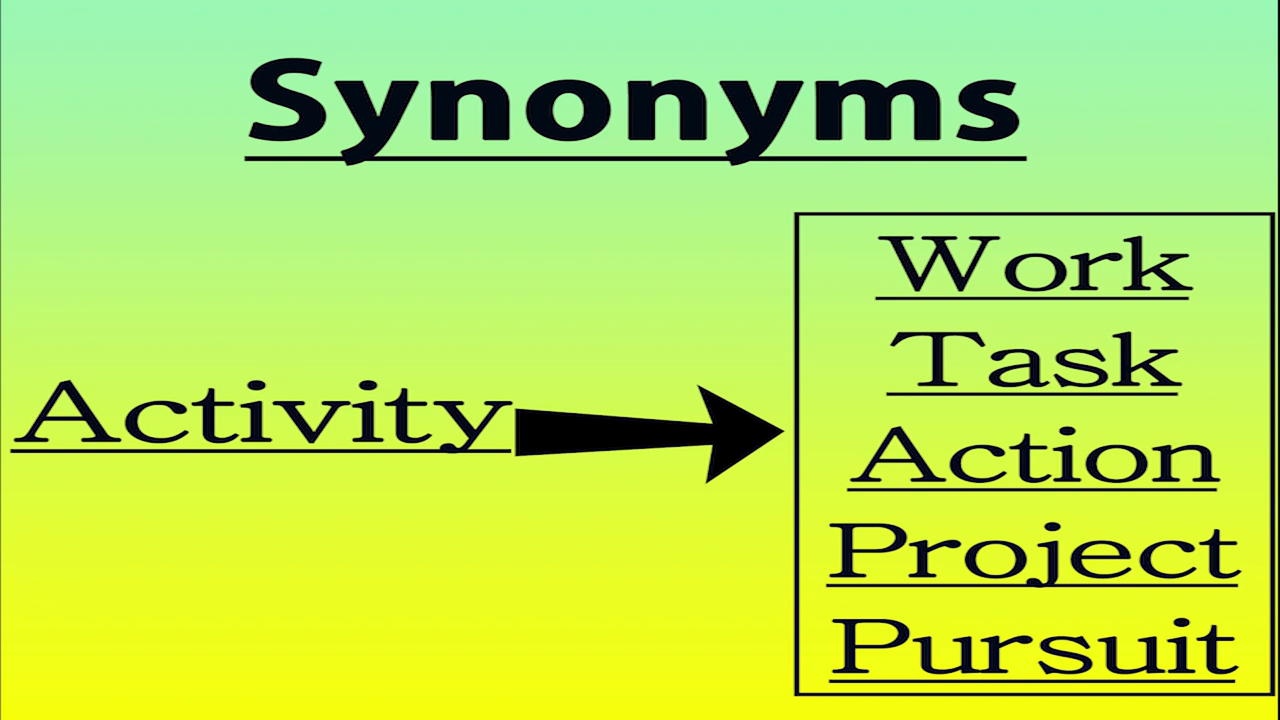 Synonyms
Activity
Work
Task
Action
Project
Pursuit